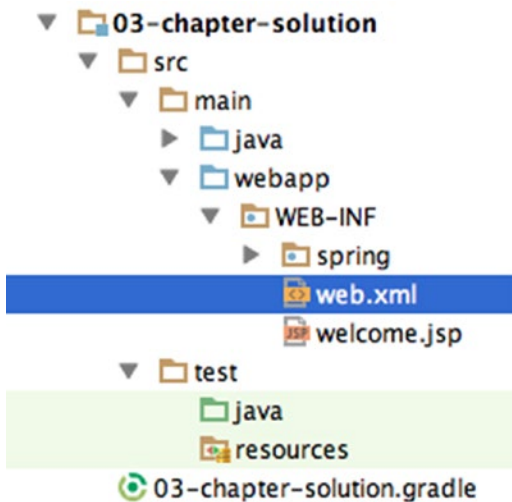 03-chapter-solution
src
main
java
webapp
WEB-INF
spring
web.xml
JSP welcome.jsp
test
java
resources
03-chapter-solution.gradle